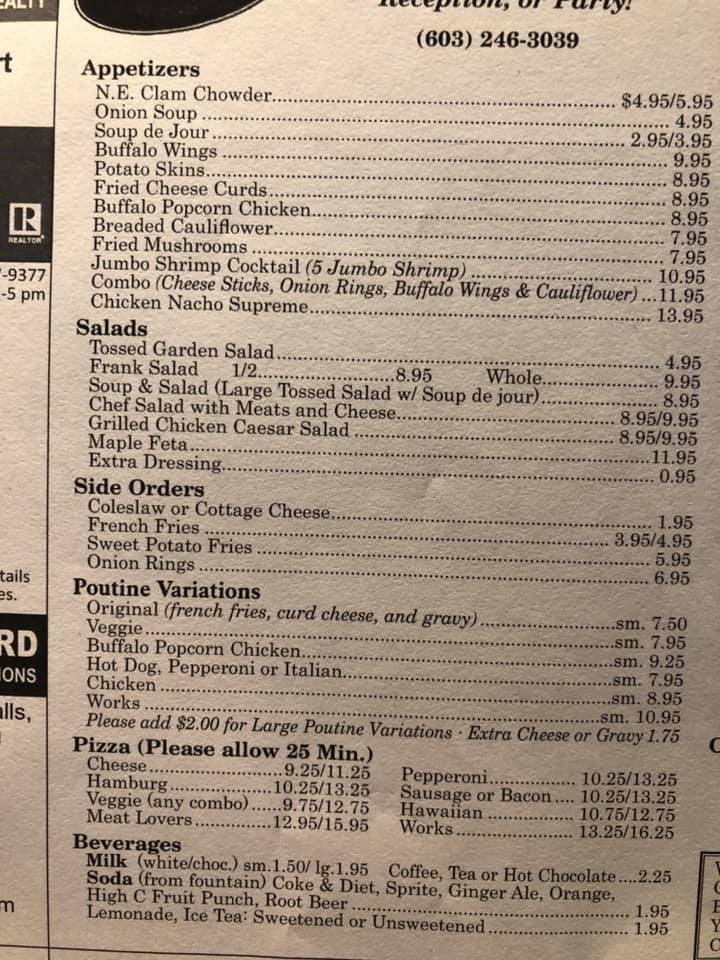 Reception, or Party!
(603) 246-3039
Appetizers
N.E. Clam Chowder.......... $4.95/5.95
Onion Soup .......... 4.95
Soup de Jour .......... 2.95/3.95
Buffalo Wings .......... 9.95
Potato Skins.......... 8.95
Fried Cheese Curds.......... 8.95
Buffalo Popcorn Chicken.......... 8.95
Breaded Cauliflower.......... 7.95
Fried Mushrooms .......... 7.95
Jumbo Shrimp Cocktail (5 Jumbo Shrimp) .......... 10.95
Combo (Cheese Sticks, Onion Rings, Buffalo Wings & Cauliflower) ...11.95
Chicken Nacho Supreme.......... 13.95
Salads
Tossed Garden Salad.......... 4.95
Frank Salad 1/2..........8.95 Whole.......... 9.95
Soup & Salad (Large Tossed Salad w/ Soup de jour).......... 8.95
Chef Salad with Meats and Cheese.......... 8.95/9.95
Grilled Chicken Caesar Salad .......... 8.95/9.95
Maple Feta..........11.95
Extra Dressing.......... 0.95
Side Orders
Coleslaw or Cottage Cheese.......... 1.95
French Fries .......... 3.95/4.95
Sweet Potato Fries .......... 5.95
Onion Rings .......... 6.95
Poutine Variations
Original (french fries, curd cheese, and gravy) ..........sm. 7.50
Veggie..........sm. 7.95
Buffalo Popcorn Chicken..........sm. 9.25
Hot Dog, Pepperoni or Italian..........sm. 7.95
Chicken ..........sm. 8.95
Works ..........sm. 10.95
Please add $2.00 for Large Poutine Variations · Extra Cheese or Gravy 1.75
Pizza (Please allow 25 Min.)
Cheese..........9.25/11.25 Pepperoni.......... 10.25/13.25
Hamburg..........10.25/13.25 Sausage or Bacon.... 10.25/13.25
Veggie (any combo)......9.75/12.75 Hawaiian .......... 10.75/12.75
Meat Lovers..........12.95/15.95 Works.......... 13.25/16.25
Beverages
Milk (white/choc.) sm.1.50/ lg.1.95 Coffee, Tea or Hot Chocolate....2.25
Soda (from fountain) Coke & Diet, Sprite, Ginger Ale, Orange,
High C Fruit Punch, Root Beer .......... 1.95
Lemonade, Ice Tea: Sweetened or Unsweetened.......... 1.95
R
REALTOR
-9377
-5 pm
tails
es.
RD
IONS
alls,